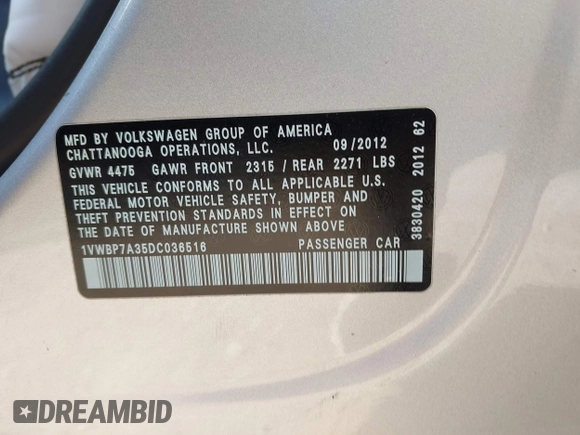 MFD BY VOLKSWAGEN GROUP OF AMERICA
CHATTANOOGA OPERATIONS, LLC. 09/2012
GVWR 4475 GAWR FRONT 2315 / REAR 2271 LBS
THIS VEHICLE CONFORMS TO ALL APPLICABLE U.S.
FEDERAL MOTOR VEHICLE SAFETY, BUMPER AND
THEFT PREVENTION STANDARDS IN EFFECT ON
THE DATE OF MANUFACTURE SHOWN ABOVE
1VWBP7A35DC036516 PASSENGER CAR
3830420 2012 62
DREAMBID